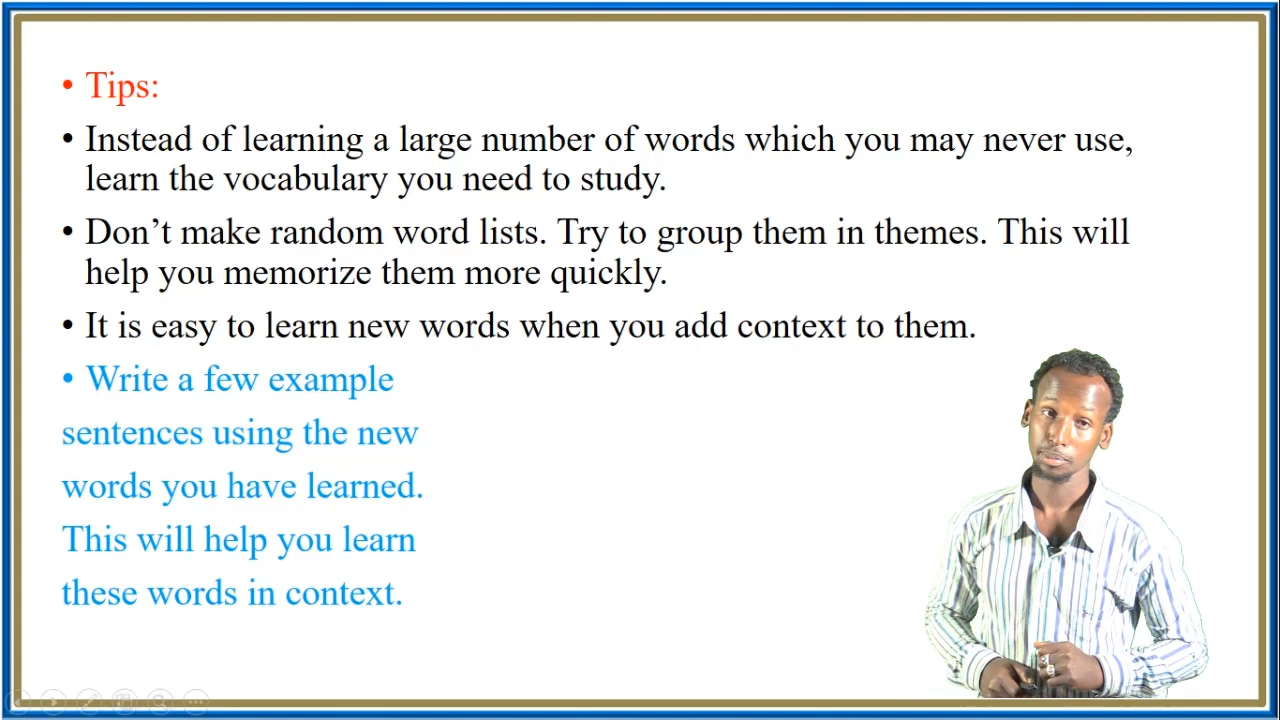 • Tips:
• Instead of learning a large number of words which you may never use,
learn the vocabulary you need to study.
• Don’t make random word lists. Try to group them in themes. This will
help you memorize them more quickly.
• It is easy to learn new words when you add context to them.
• Write a few example
sentences using the new
words you have learned.
This will help you learn
these words in context.